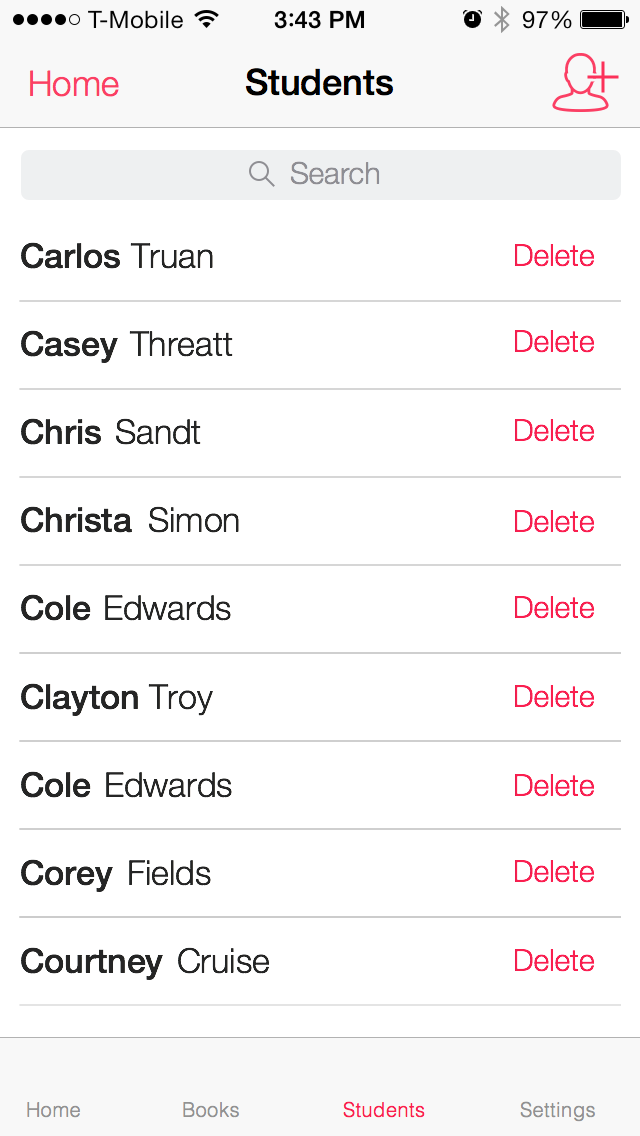 T-Mobile 3:43 PM 97%
Home Students
Search
Carlos Truan Delete
Casey Threatt Delete
Chris Sandt Delete
Christa Simon Delete
Cole Edwards Delete
Clayton Troy Delete
Cole Edwards Delete
Corey Fields Delete
Courtney Cruise Delete
Home Books Students Settings